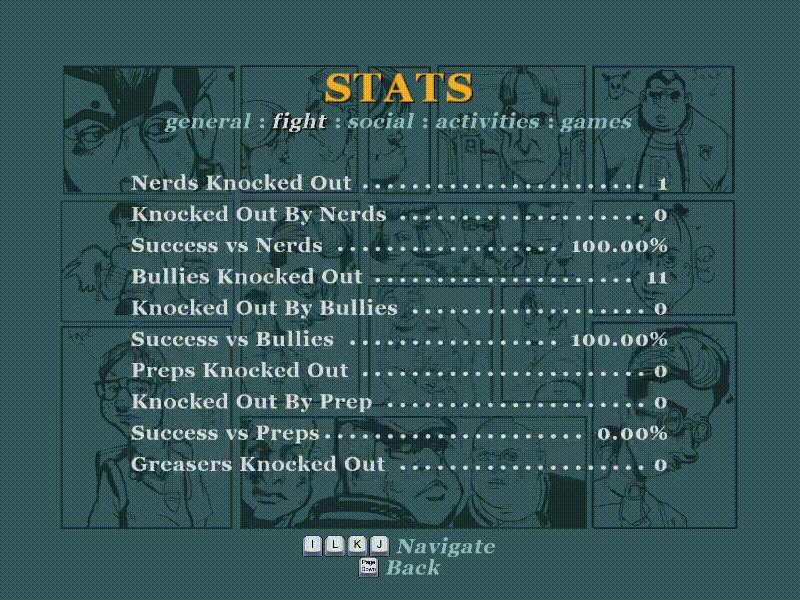 STATS
general : fight : social : activities : games
Nerds Knocked Out ...................... 1
Knocked Out By Nerds ................... 0
Success vs Nerds ................. 100.00%
Bullies Knocked Out .................... 11
Knocked Out By Bullies .................. 0
Success vs Bullies ................ 100.00%
Preps Knocked Out ...................... 0
Knocked Out By Prep .................... 0
Success vs Preps .................... 0.00%
Greasers Knocked Out ................... 0
I L K J Navigate
Page Down Back